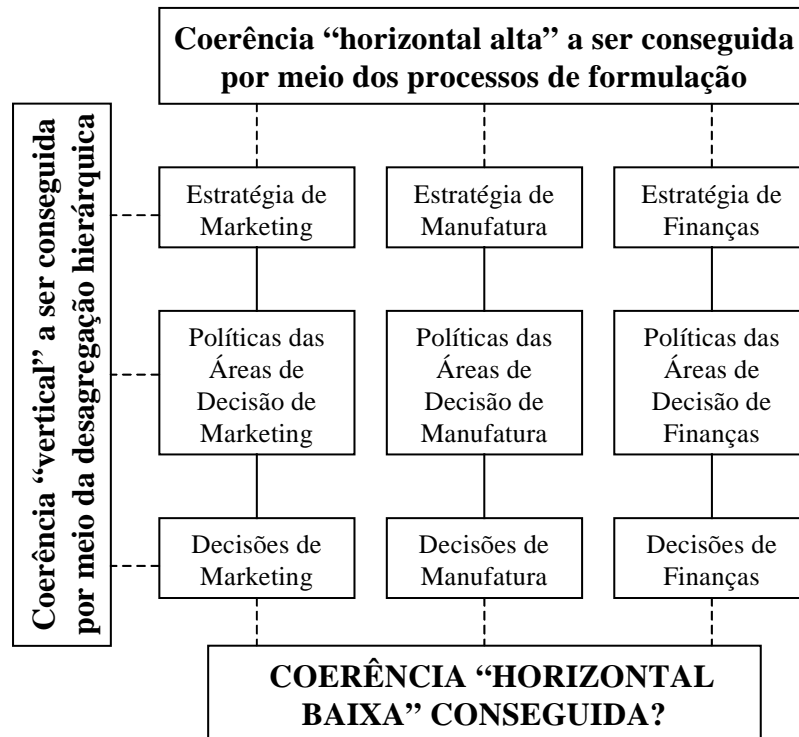 Coerência “horizontal alta” a ser conseguida
por meio dos processos de formulação
Coerência “vertical” a ser conseguida
por meio da desagregação hierárquica
Estratégia de
Marketing
Estratégia de
Manufatura
Estratégia de
Finanças
Políticas das
Áreas de
Decisão de
Marketing
Políticas das
Áreas de
Decisão de
Manufatura
Políticas das
Áreas de
Decisão de
Finanças
Decisões de
Marketing
Decisões de
Manufatura
Decisões de
Finanças
COERÊNCIA “HORIZONTAL
BAIXA” CONSEGUIDA?